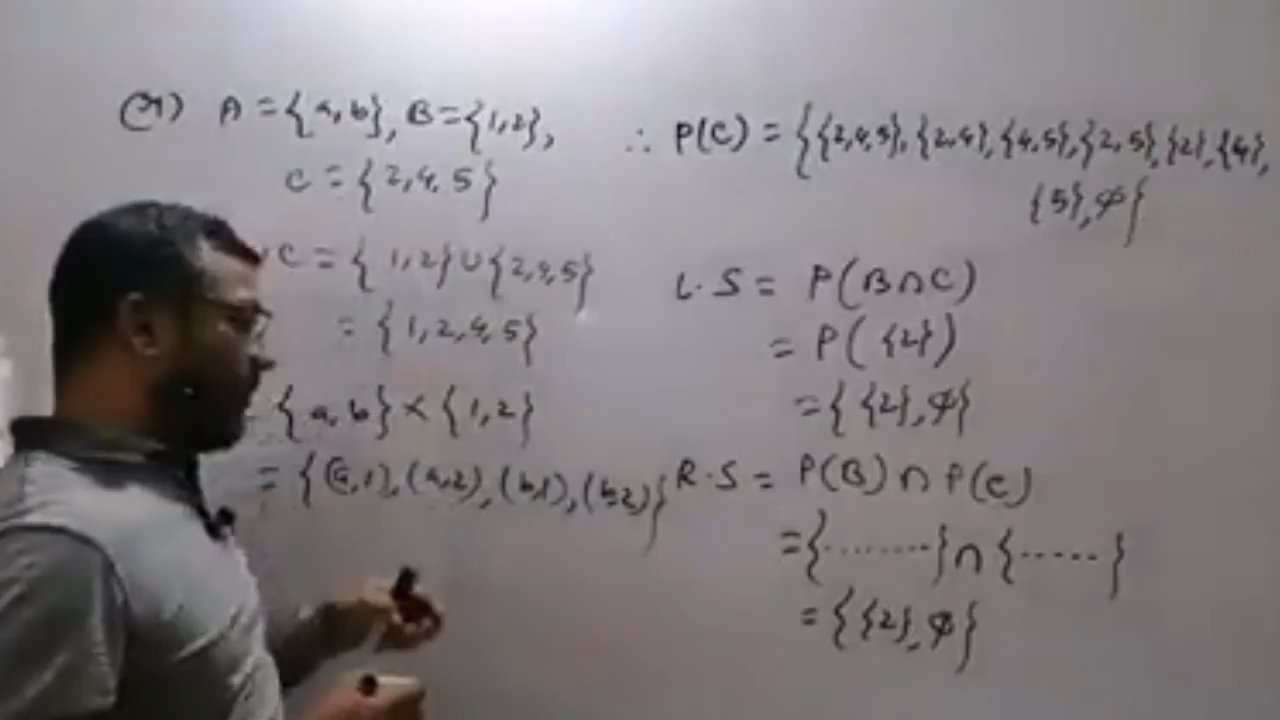 (গ) A = {a, b}, B = {1,2},
C = {2,4,5}
C = {1,2} ∪ {2,4,5}
= {1,2,4,5}
= {a, b} × {1,2}
= {(a,1), (a,2), (b,1), (b,2)}
∴ P(C) = {{2,4,5}, {2,4}, {4,5}, {2,5}, {2}, {4},
{5}, φ}
L.S = P(B∩C)
= P({2})
= {{2}, φ}
R.S = P(B) ∩ P(C)
= {........} ∩ {......}
= {{2}, φ}